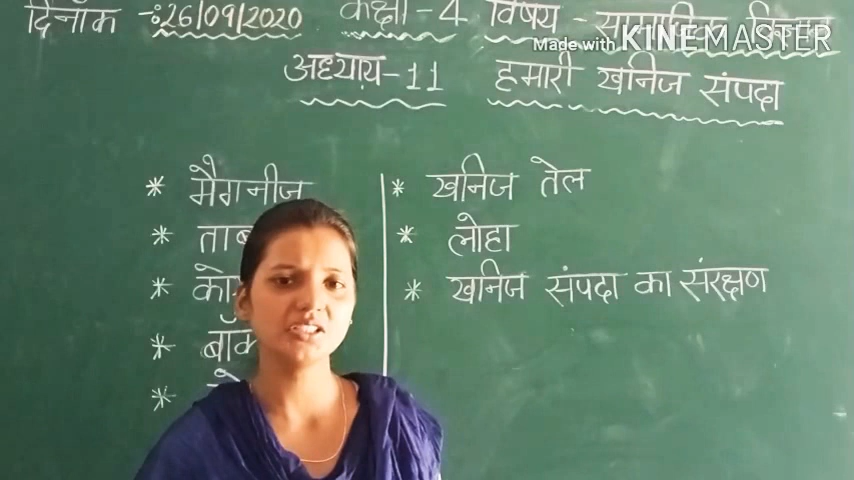 दिनाँक -: 26/09/2020 कक्षा - 4 विषय - सामाजिक विज्ञान
Made with KINEMASTER
अध्याय - 11 हमारी खनिज संपदा
* मैगनीज
*
*
*
*
* खनिज तेल
* लोहा
* खनिज संपदा का संरक्षण